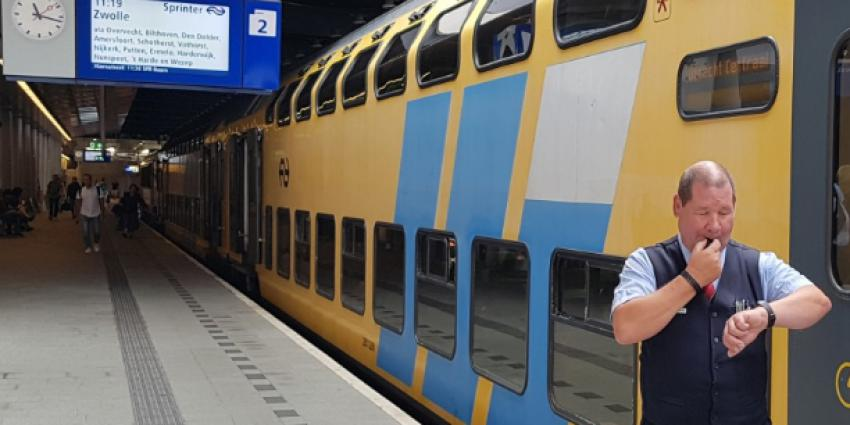 11:19
Sprinter
2
Zwolle
via Overvecht, Bilthoven, Den Dolder,
Amersfoort, Schothorst, Vathorst,
Nijkerk, Putten, Ermelo, Harderwijk,
Nunspeet, 't Harde en Wezep
Utrecht Centraal
NS